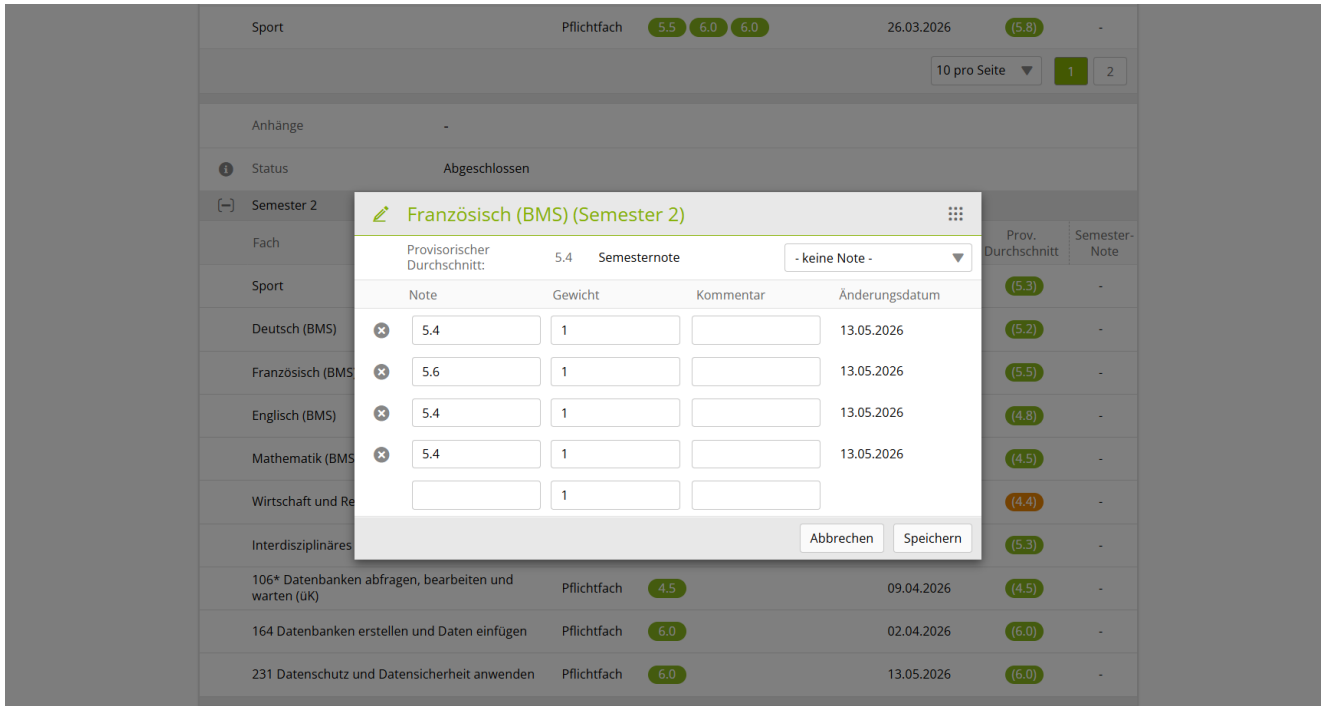 Sport Pflichtfach 5.5 6.0 6.0 26.03.2026 (5.8) -
10 pro Seite 1 2
Anhänge -
Status Abgeschlossen
Semester 2
Fach Prov. Durchschnitt Semester-Note
Sport (5.3) -
Deutsch (BMS) (5.2) -
Französisch (BMS) (5.5) -
Englisch (BMS) (4.8) -
Mathematik (BMS (4.5) -
Wirtschaft und Re (4.4) -
Interdisziplinäres (5.3) -
106* Datenbanken abfragen, bearbeiten und warten (üK) Pflichtfach 4.5 09.04.2026 (4.5) -
164 Datenbanken erstellen und Daten einfügen Pflichtfach 6.0 02.04.2026 (6.0) -
231 Datenschutz und Datensicherheit anwenden Pflichtfach 6.0 13.05.2026 (6.0) -
Französisch (BMS) (Semester 2)
Provisorischer Durchschnitt: 5.4 Semesternote - keine Note -
Note Gewicht Kommentar Änderungsdatum
5.4 1 13.05.2026
5.6 1 13.05.2026
5.4 1 13.05.2026
5.4 1 13.05.2026
1
Abbrechen Speichern